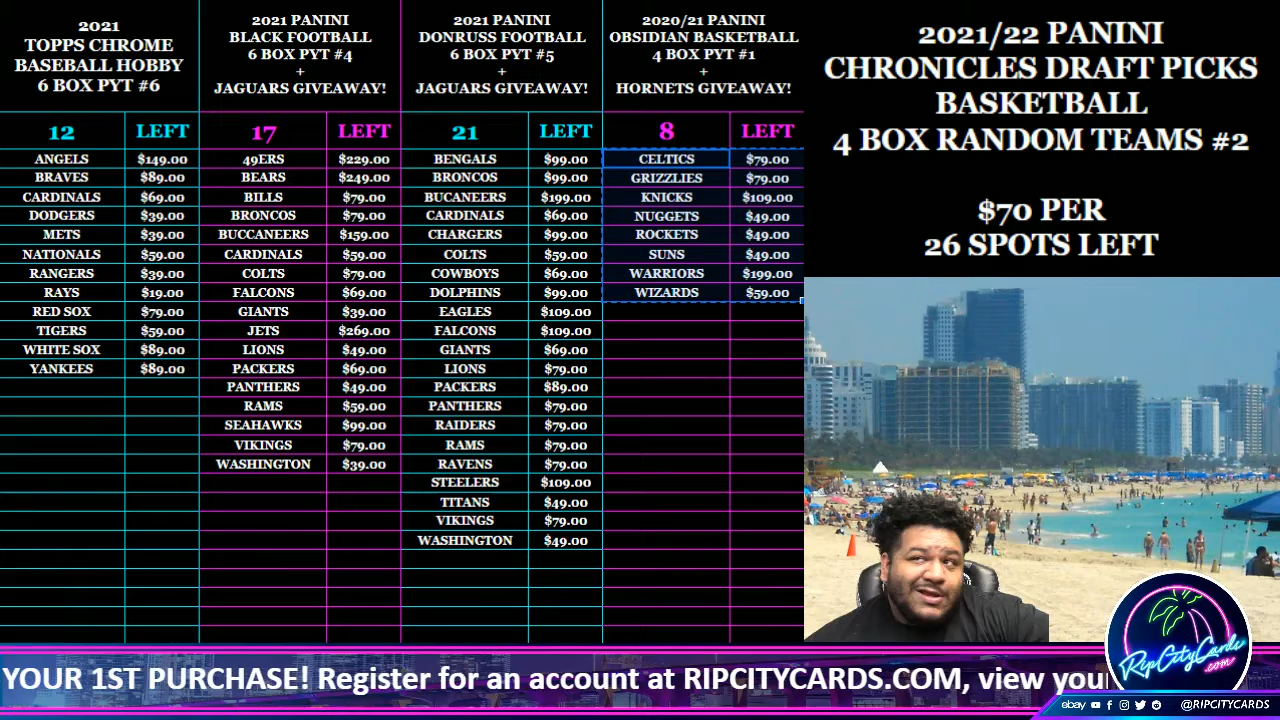 2021
TOPPS CHROME
BASEBALL HOBBY
6 BOX PYT #6
12 LEFT
ANGELS $149.00
BRAVES $89.00
CARDINALS $69.00
DODGERS $39.00
METS $39.00
NATIONALS $59.00
RANGERS $39.00
RAYS $19.00
RED SOX $79.00
TIGERS $59.00
WHITE SOX $89.00
YANKEES $89.00
2021 PANINI
BLACK FOOTBALL
6 BOX PYT #4
+
JAGUARS GIVEAWAY!
17 LEFT
49ERS $229.00
BEARS $249.00
BILLS $79.00
BRONCOS $79.00
BUCCANEERS $159.00
CARDINALS $59.00
COLTS $79.00
FALCONS $69.00
GIANTS $39.00
JETS $269.00
LIONS $49.00
PACKERS $69.00
PANTHERS $49.00
RAMS $59.00
SEAHAWKS $99.00
VIKINGS $79.00
WASHINGTON $39.00
2021 PANINI
DONRUSS FOOTBALL
6 BOX PYT #5
+
JAGUARS GIVEAWAY!
21 LEFT
BENGALS $99.00
BRONCOS $99.00
BUCANEERS $199.00
CARDINALS $69.00
CHARGERS $99.00
COLTS $59.00
COWBOYS $69.00
DOLPHINS $99.00
EAGLES $109.00
FALCONS $109.00
GIANTS $69.00
LIONS $79.00
PACKERS $89.00
PANTHERS $79.00
RAIDERS $79.00
RAMS $79.00
RAVENS $79.00
STEELERS $109.00
TITANS $49.00
VIKINGS $79.00
WASHINGTON $49.00
2020/21 PANINI
OBSIDIAN BASKETBALL
4 BOX PYT #1
+
HORNETS GIVEAWAY!
8 LEFT
CELTICS $79.00
GRIZZLIES $79.00
KNICKS $109.00
NUGGETS $49.00
ROCKETS $49.00
SUNS $49.00
WARRIORS $199.00
WIZARDS $59.00
2021/22 PANINI
CHRONICLES DRAFT PICKS
BASKETBALL
4 BOX RANDOM TEAMS #2
$70 PER
26 SPOTS LEFT
YOUR 1ST PURCHASE! Register for an account at RIPCITYCARDS.COM, view your
RipCityCards
.com
ebay @RIPCITYCARDS